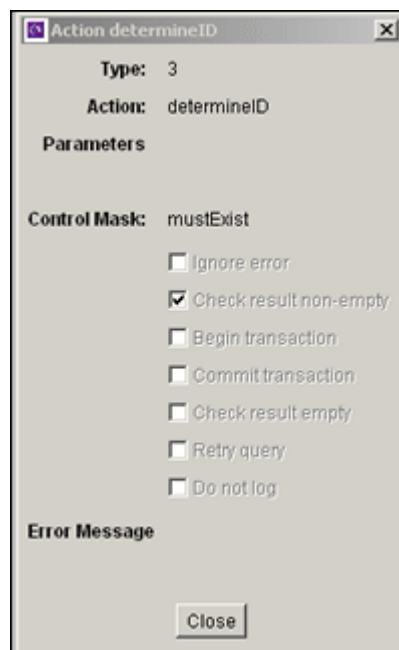 Action determineID
Type: 3
Action: determineID
Parameters
Control Mask: mustExist
Ignore error
Check result non-empty
Begin transaction
Commit transaction
Check result empty
Retry query
Do not log
Error Message
Close